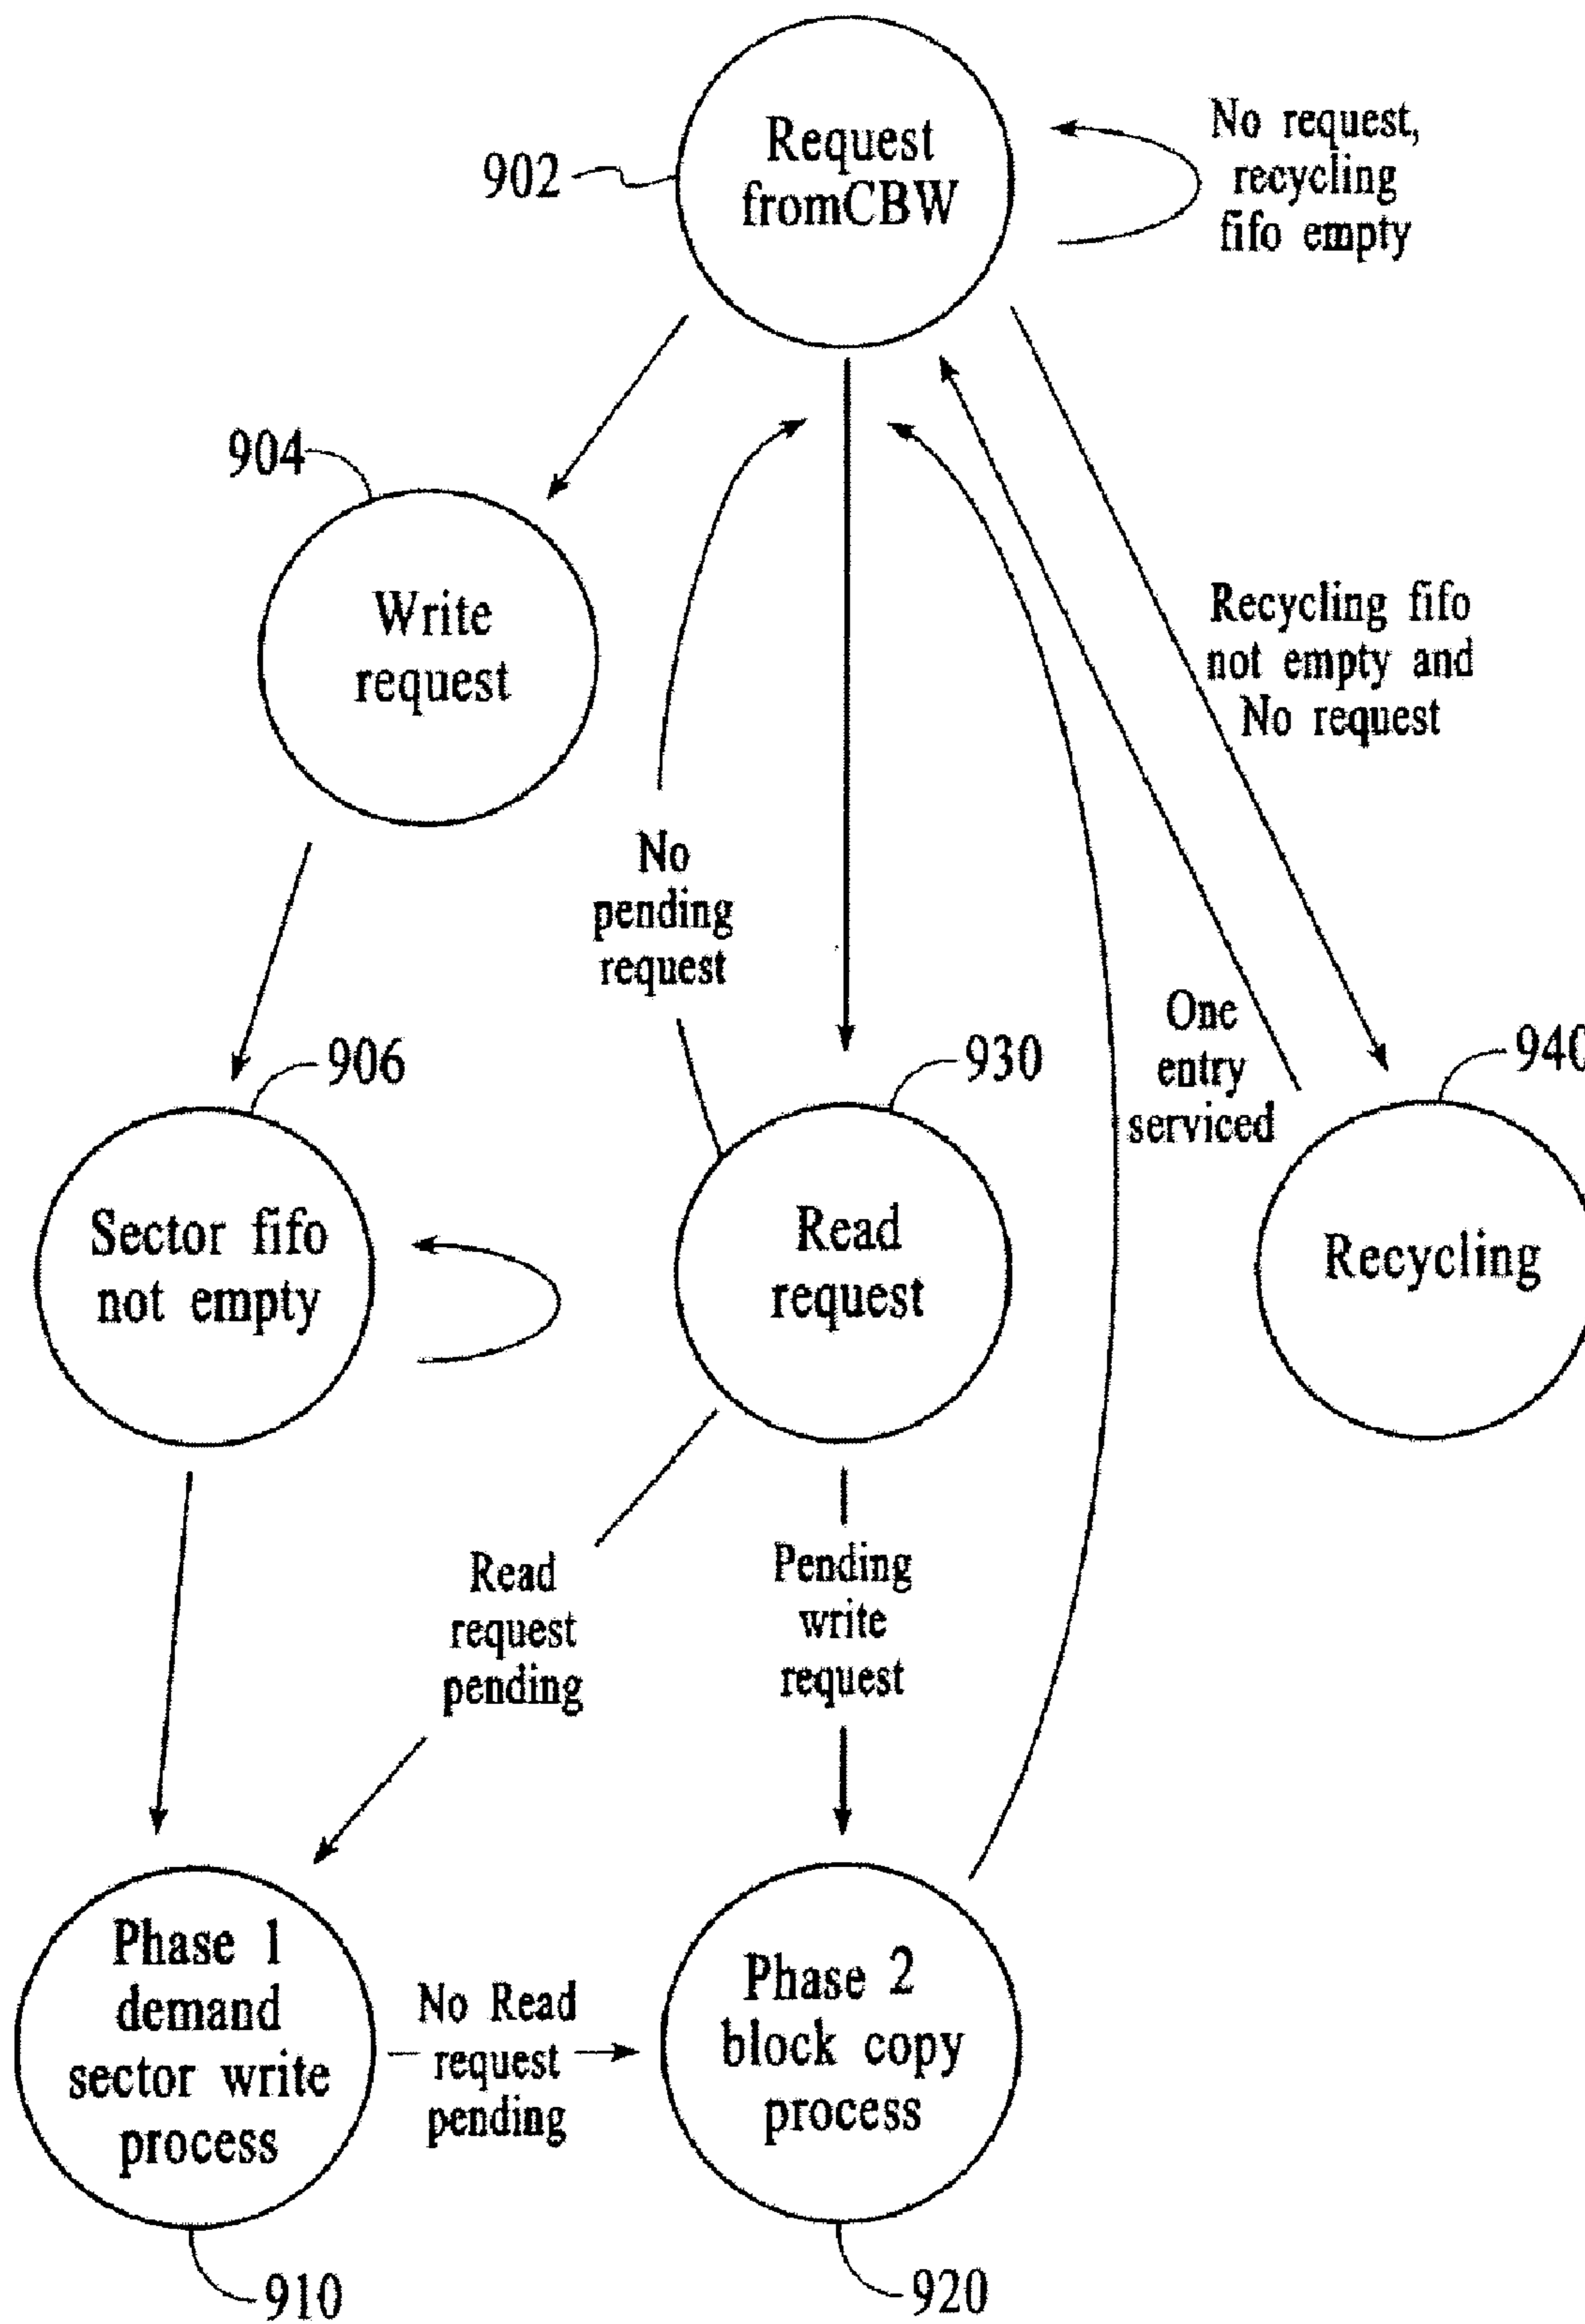 Request
fromCBW
902
No request,
recycling
fifo empty
904
Write
request
Recycling fifo
not empty and
No request
No
pending
request
One
entry
serviced
906
930
940
Sector fifo
not empty
Read
request
Recycling
Read
request
pending
Pending
write
request
Phase 1
demand
sector write
process
No Read
request
pending
Phase 2
block copy
process
910
920